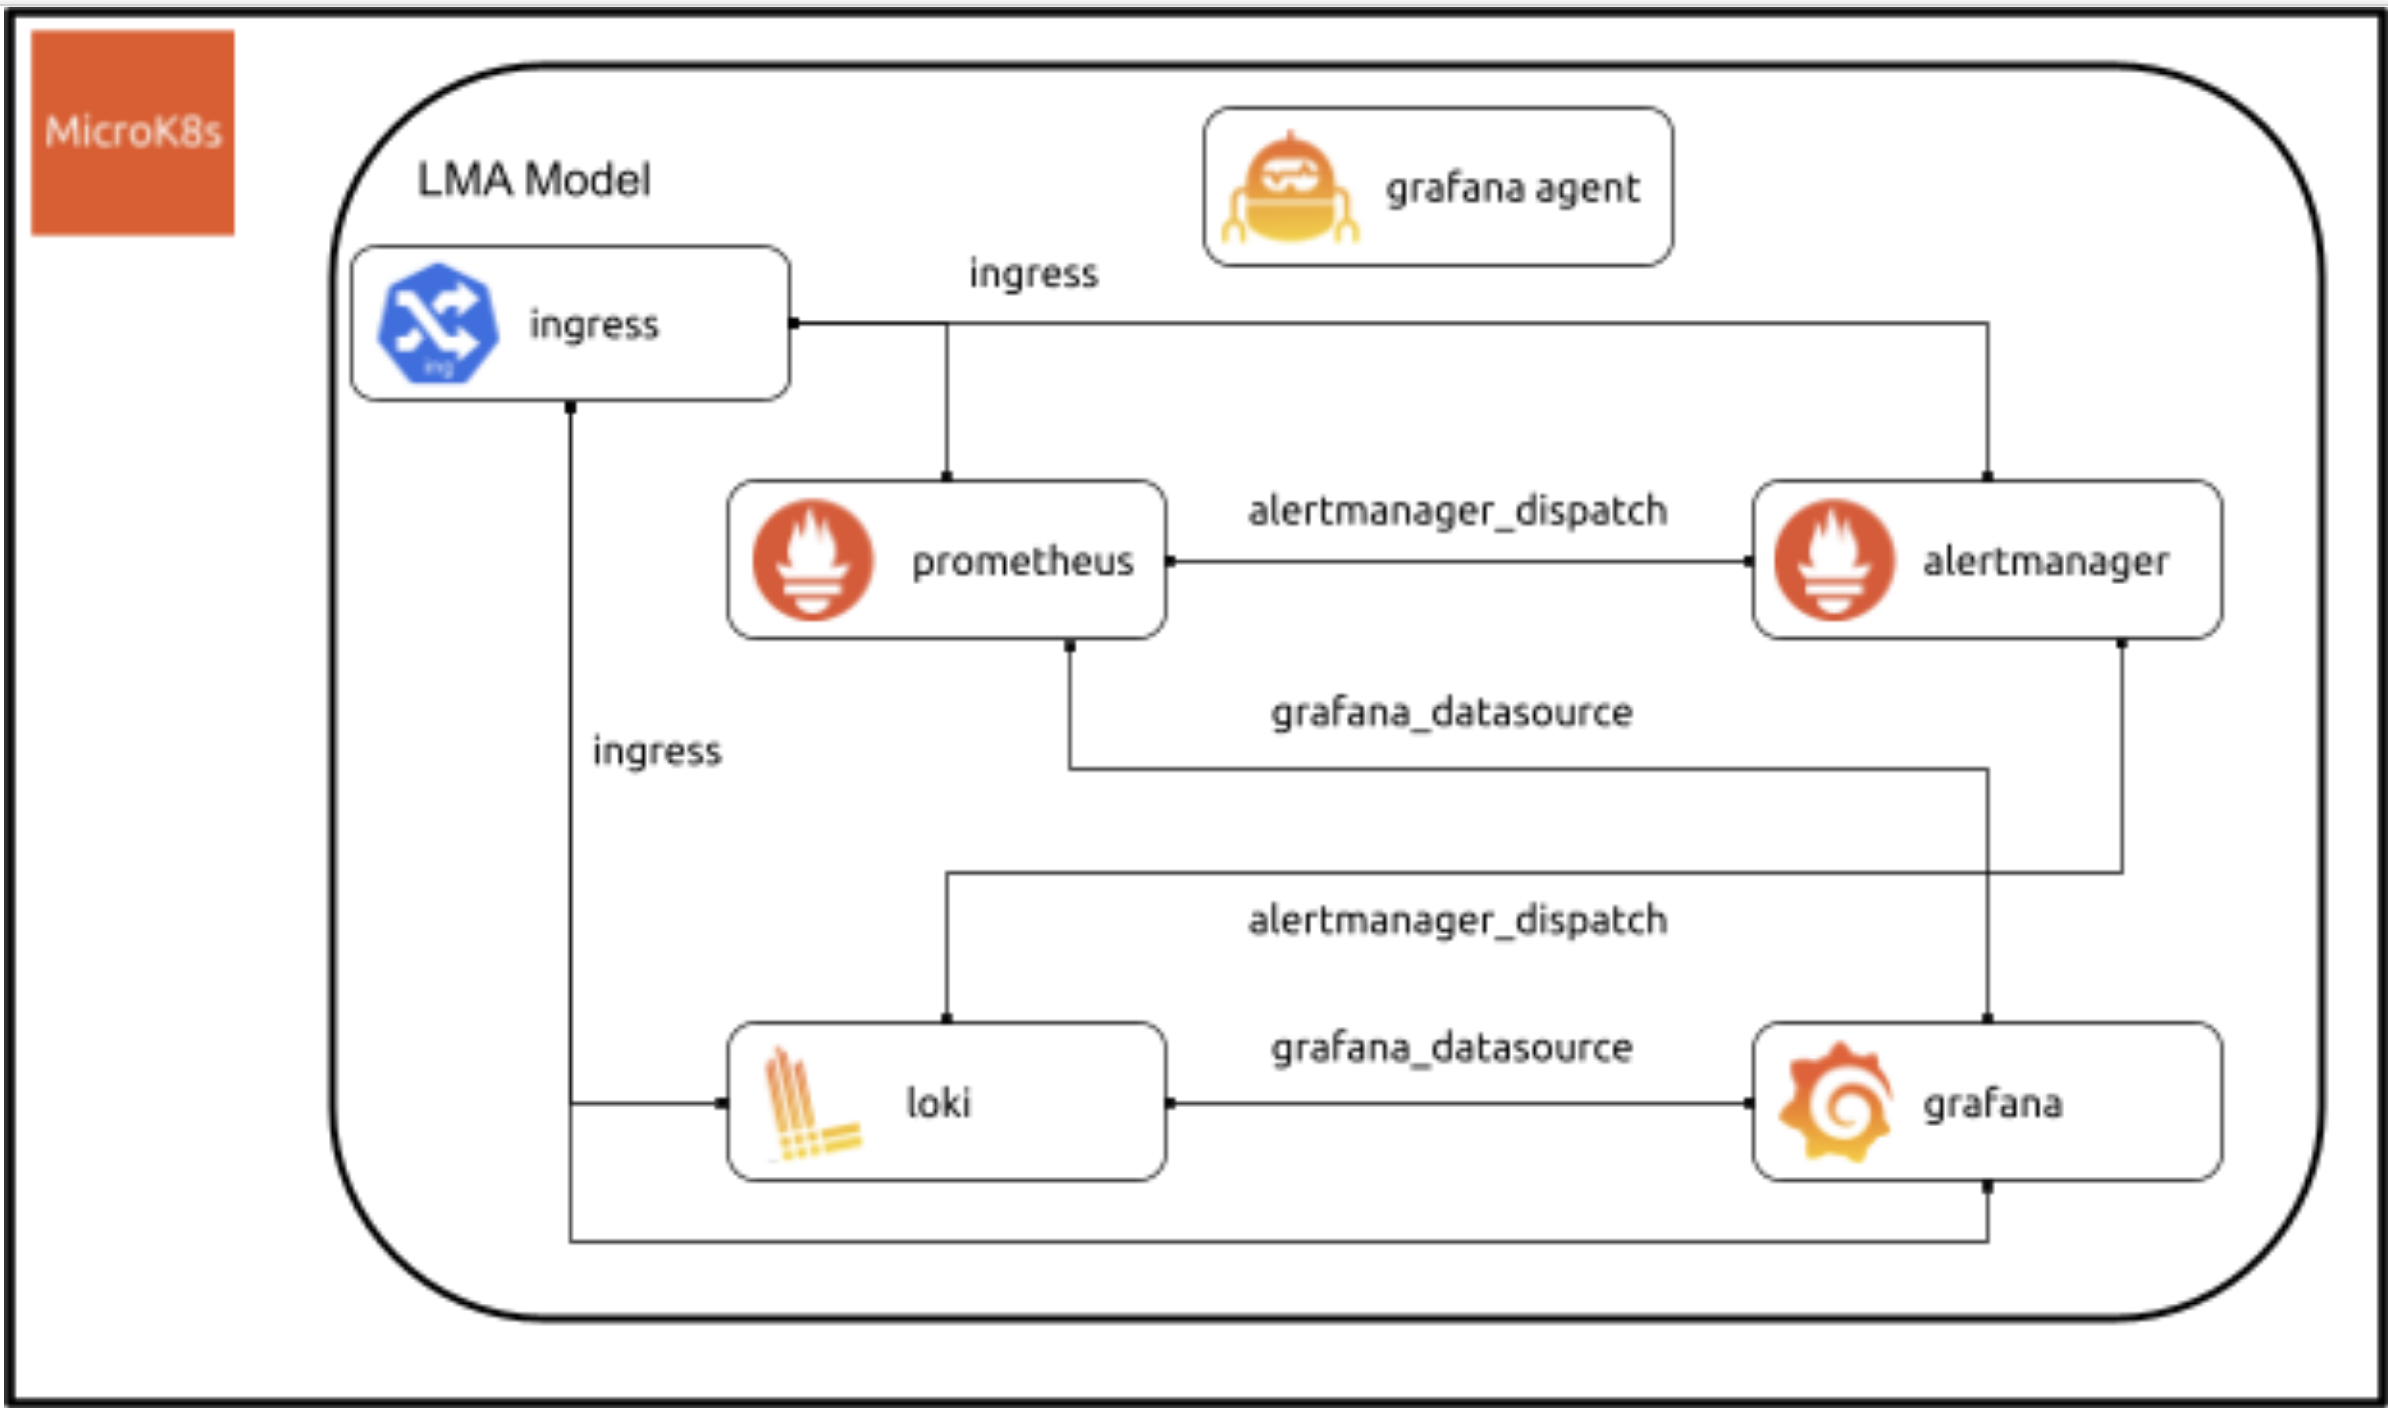 MicroK8s
LMA Model
grafana agent
ingress
ing
ingress
prometheus
alertmanager_dispatch
alertmanager
grafana_datasource
ingress
alertmanager_dispatch
loki
grafana_datasource
grafana